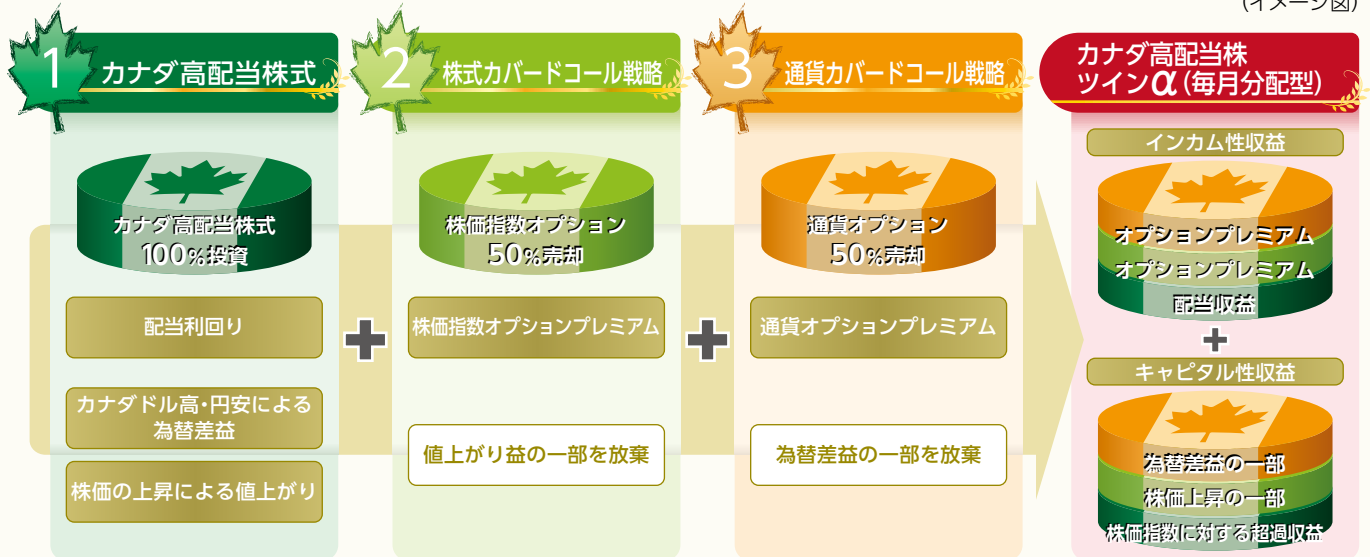 (イメージ図)
1 カナダ高配当株式
カナダ高配当株式
100%投資
配当利回り
カナダドル高・円安による
為替差益
株価の上昇による値上がり
+
2 株式カバードコール戦略
株価指数オプション
50%売却
株価指数オプションプレミアム
値上がり益の一部を放棄
+
3 通貨カバードコール戦略
通貨オプション
50%売却
通貨オプションプレミアム
為替差益の一部を放棄
カナダ高配当株
ツインα(毎月分配型)
インカム性収益
オプションプレミアム
オプションプレミアム
配当収益
+
キャピタル性収益
為替差益の一部
株価上昇の一部
株価指数に対する超過収益